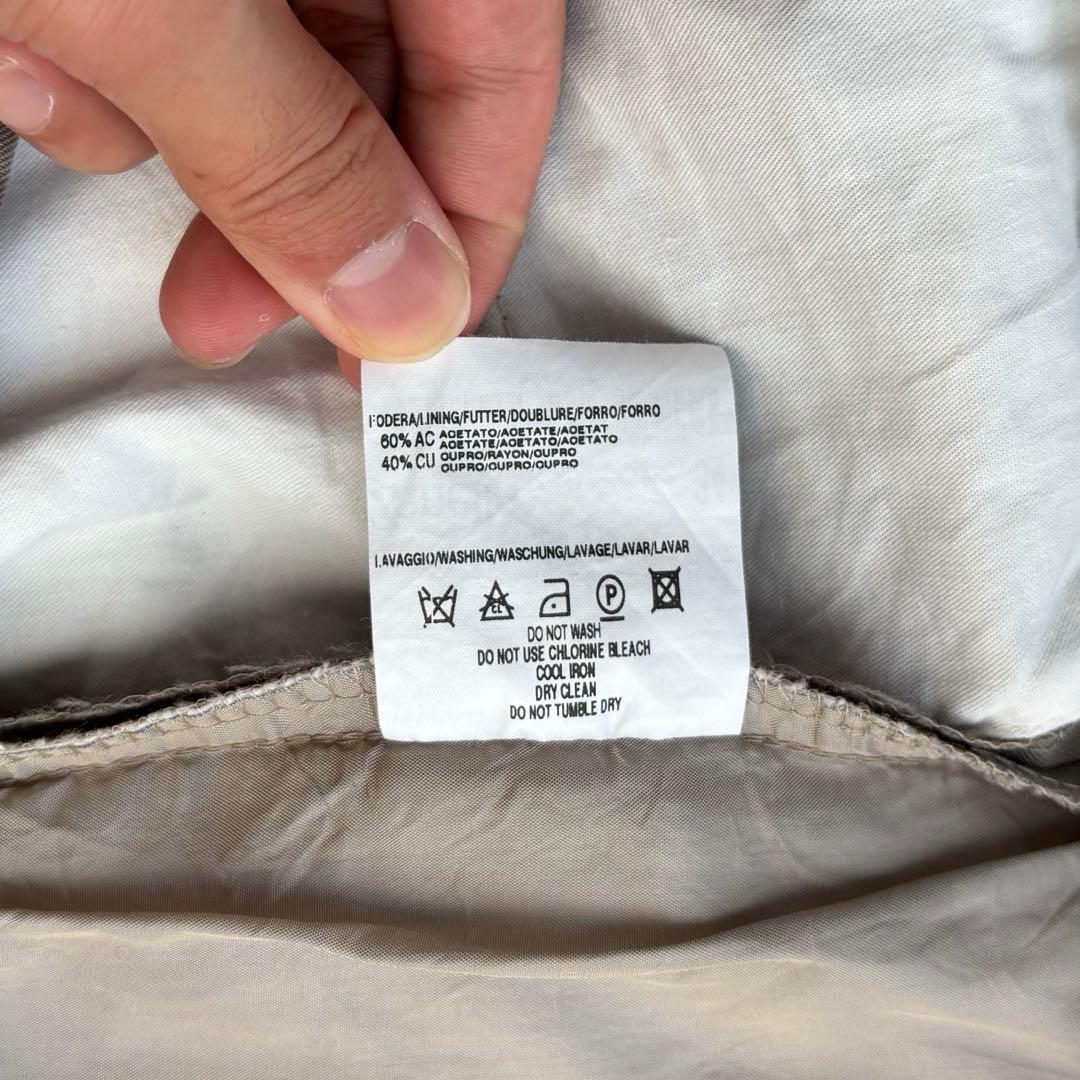 FODERA/LINING/FUTTER/DOUBLURE/FORRO/FORRO
60% AC ACETATO/ACETATE/ACETAT
ACETATE/ACETATO/ACETATO
40% CU CUPRO/RAYON/CUPRO
CUPRO/CUPRO/CUPRO
LAVAGGIO/WASHING/WASCHUNG/LAVAGE/LAVAR/LAVAR
CL P
DO NOT WASH
DO NOT USE CHLORINE BLEACH
COOL IRON
DRY CLEAN
DO NOT TUMBLE DRY